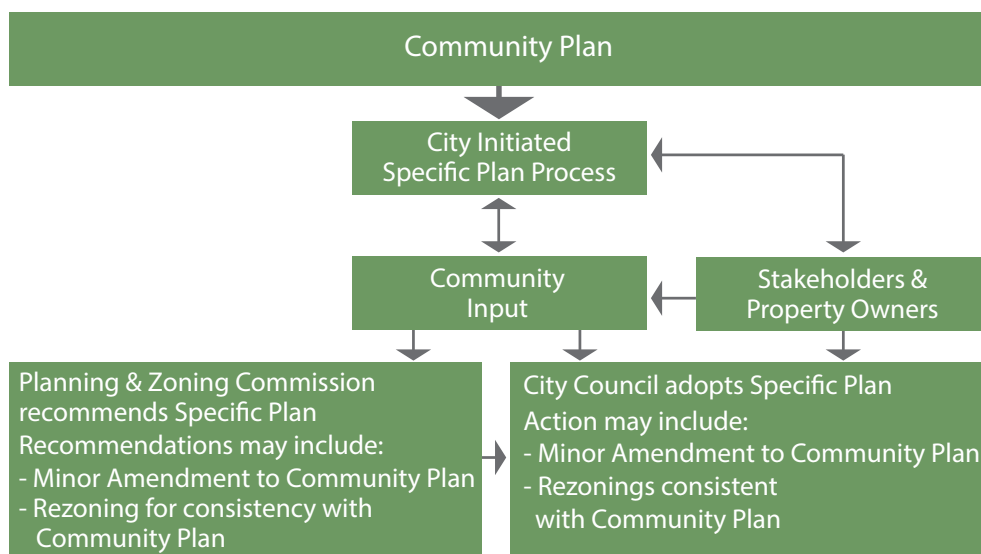 Community Plan
City Initiated
Specific Plan Process
Community
Input
Stakeholders &
Property Owners
Planning & Zoning Commission
recommends Specific Plan
Recommendations may include:
- Minor Amendment to Community Plan
- Rezoning for consistency with
Community Plan
City Council adopts Specific Plan
Action may include:
- Minor Amendment to Community Plan
- Rezonings consistent
with Community Plan